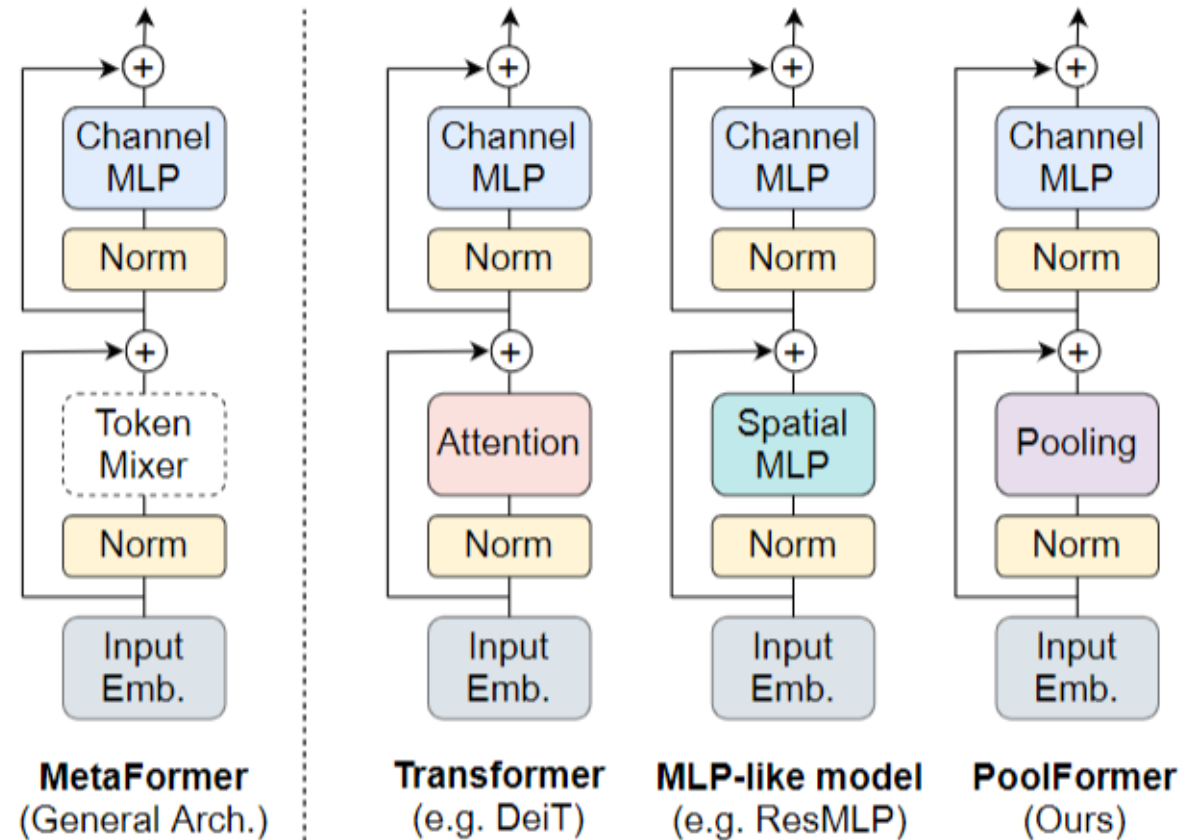 +
Channel
MLP
Norm
+
Token
Mixer
Norm
Input
Emb.
MetaFormer
(General Arch.)
+
Channel
MLP
Norm
+
Attention
Norm
Input
Emb.
Transformer
(e.g. DeiT)
+
Channel
MLP
Norm
+
Spatial
MLP
Norm
Input
Emb.
MLP-like model
(e.g. ResMLP)
+
Channel
MLP
Norm
+
Pooling
Norm
Input
Emb.
PoolFormer
(Ours)